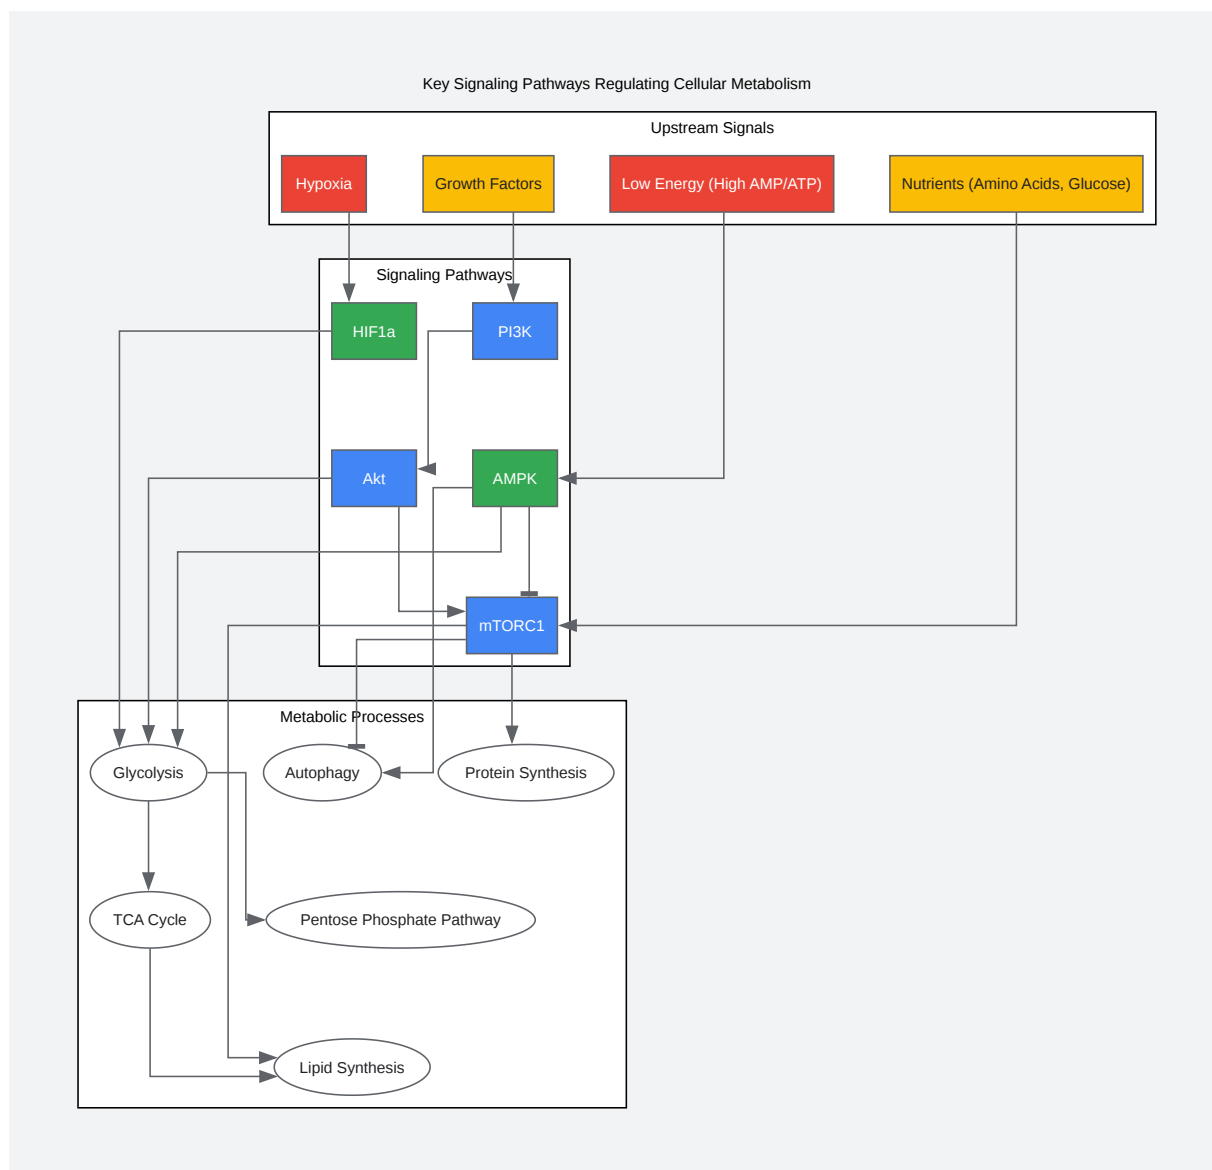 Key Signaling Pathways Regulating Cellular Metabolism
Upstream Signals
Hypoxia
Growth Factors
Low Energy (High AMP/ATP)
Nutrients (Amino Acids, Glucose)
Signaling Pathways
HIF1a
PI3K
Akt
AMPK
mTORC1
Metabolic Processes
Glycolysis
Autophagy
Protein Synthesis
TCA Cycle
Pentose Phosphate Pathway
Lipid Synthesis